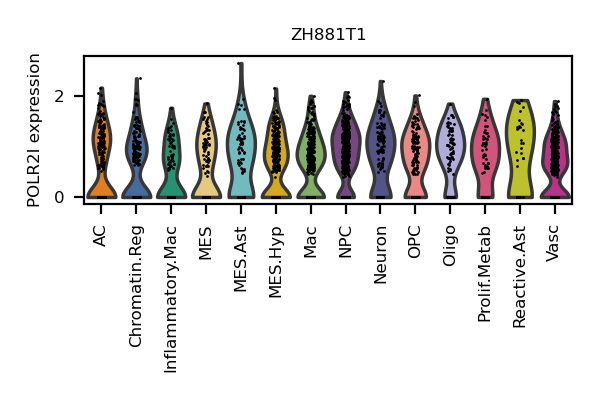 ZH881T1
POLR2I expression
2
0
AC
Chromatin.Reg
Inflammatory.Mac
MES
MES.Ast
MES.Hyp
Mac
NPC
Neuron
OPC
Oligo
Prolif.Metab
Reactive.Ast
Vasc